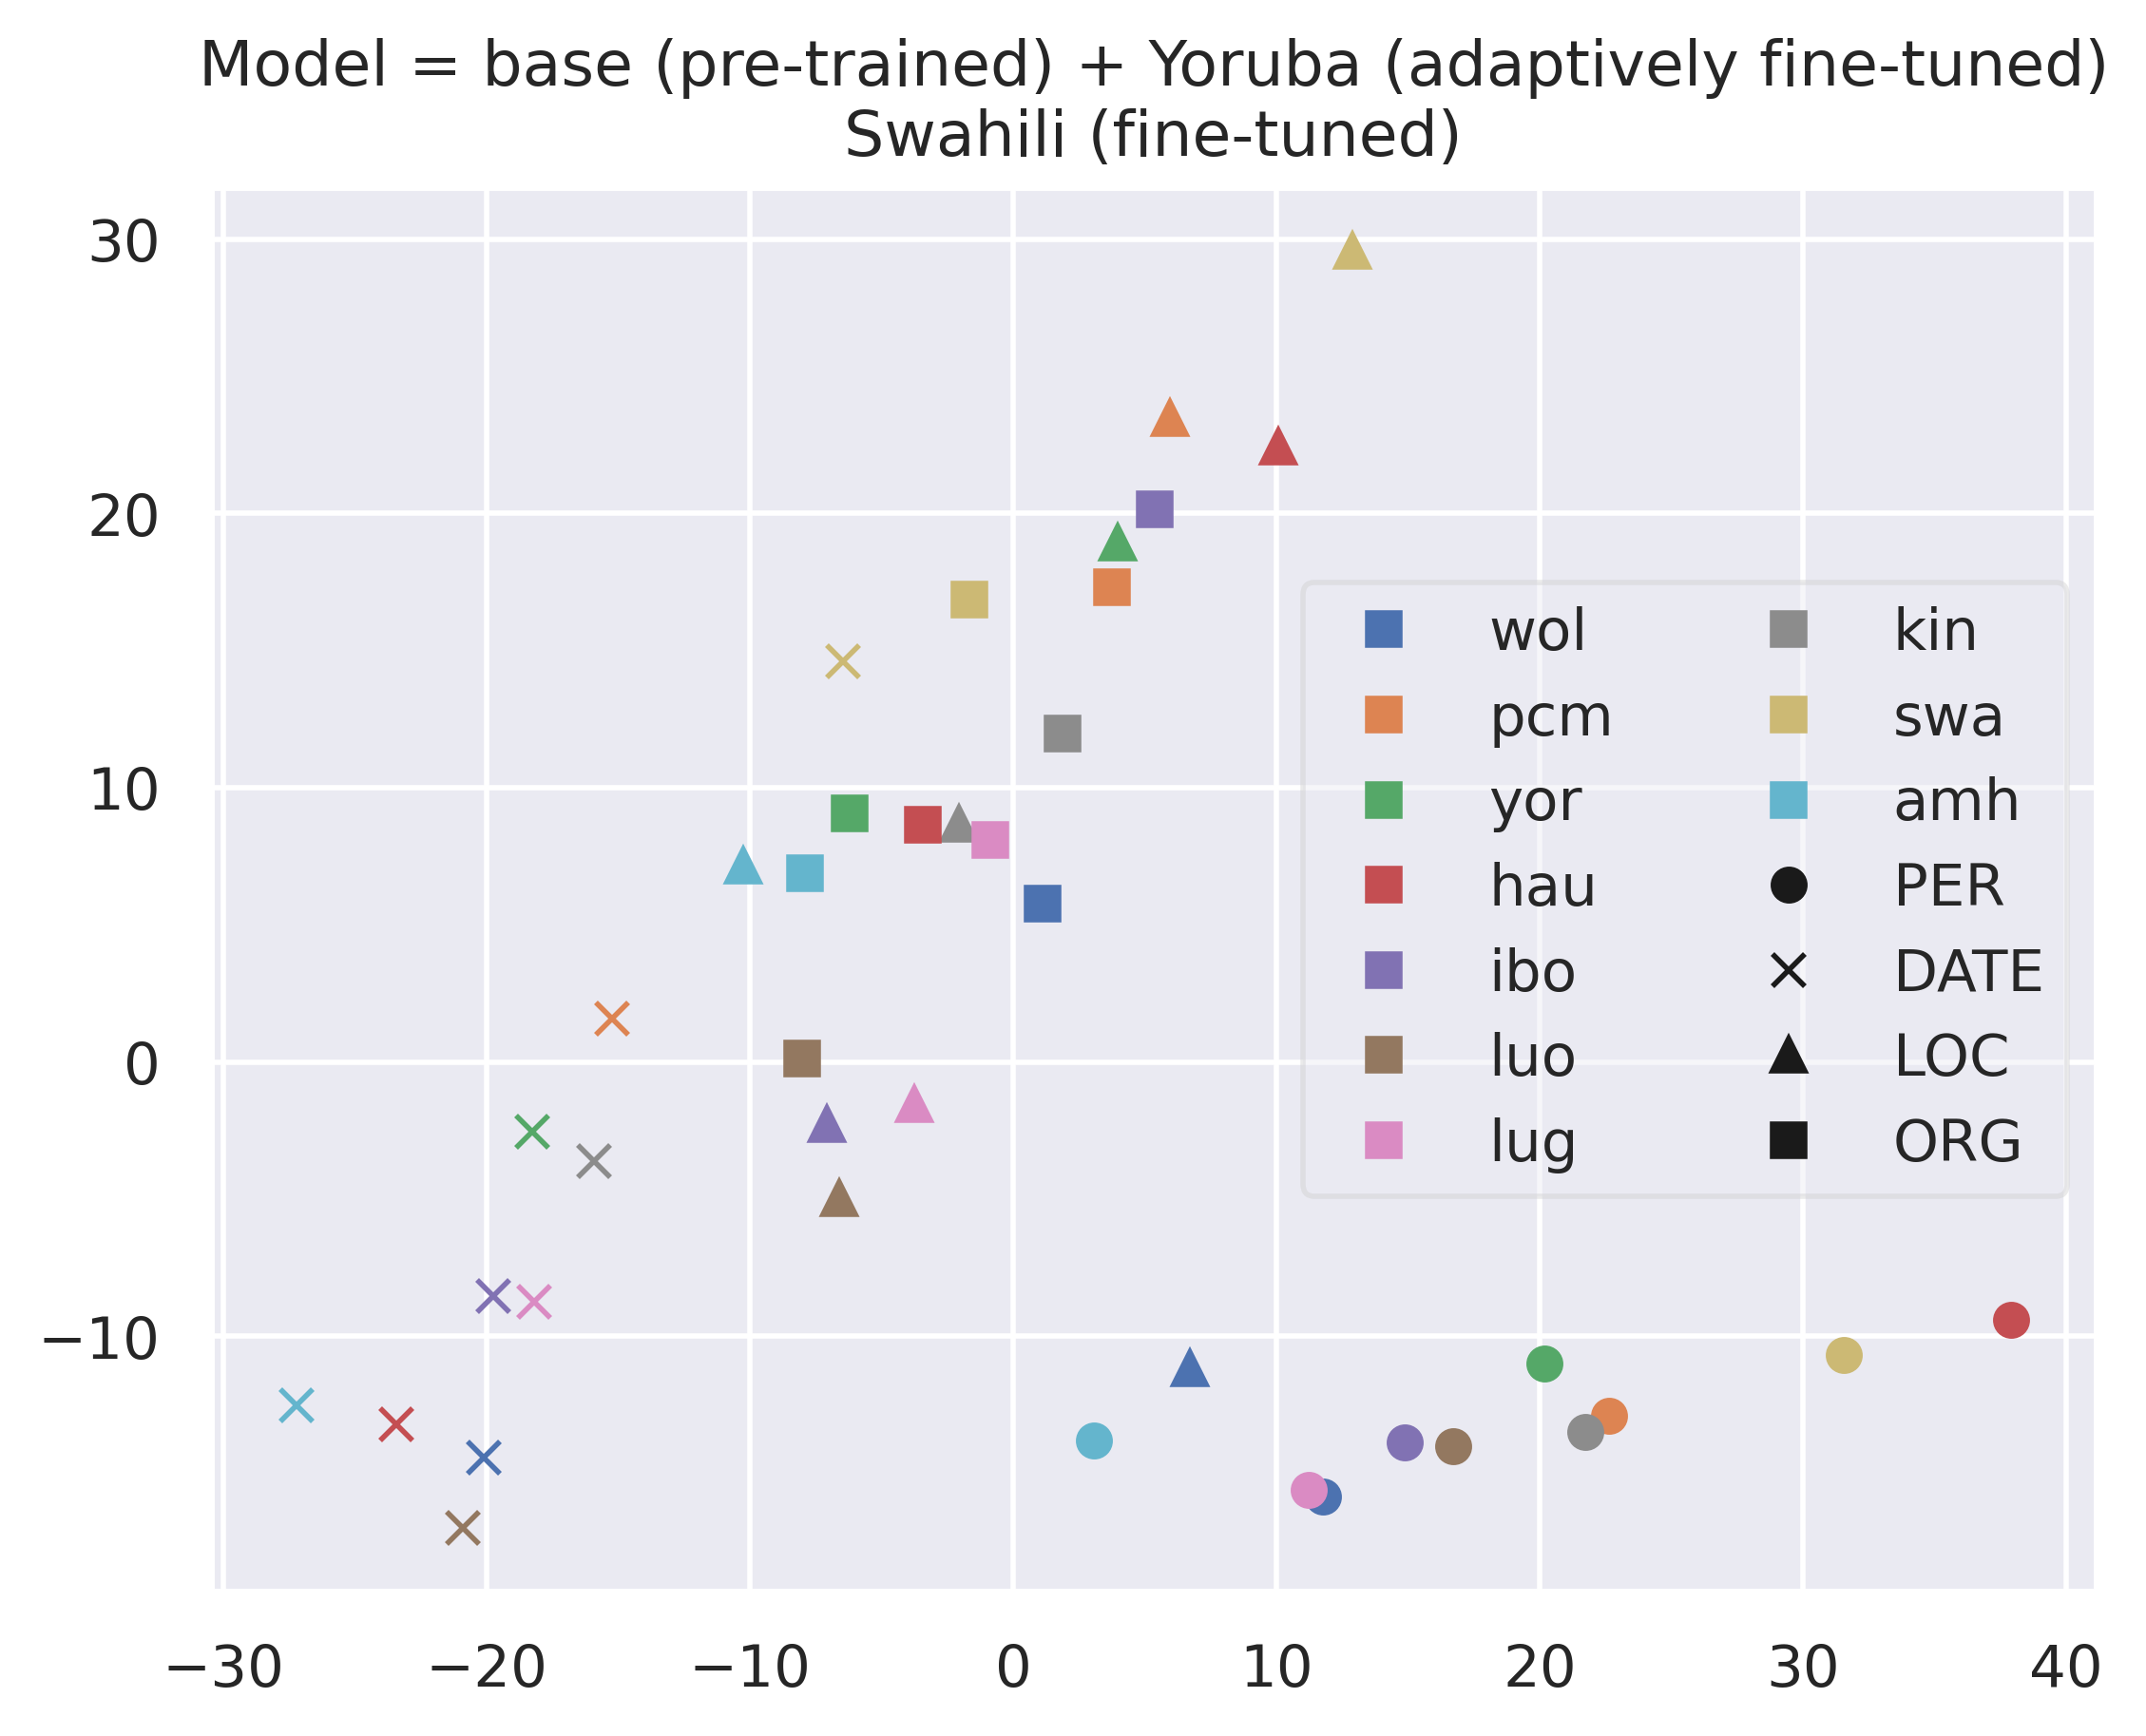 Model = base (pre-trained) + Yoruba (adaptively fine-tuned)
Swahili (fine-tuned)
30
20
10
0
−10
wol
pcm
yor
hau
ibo
luo
lug
kin
swa
amh
PER
DATE
LOC
ORG
−30 −20 −10 0 10 20 30 40